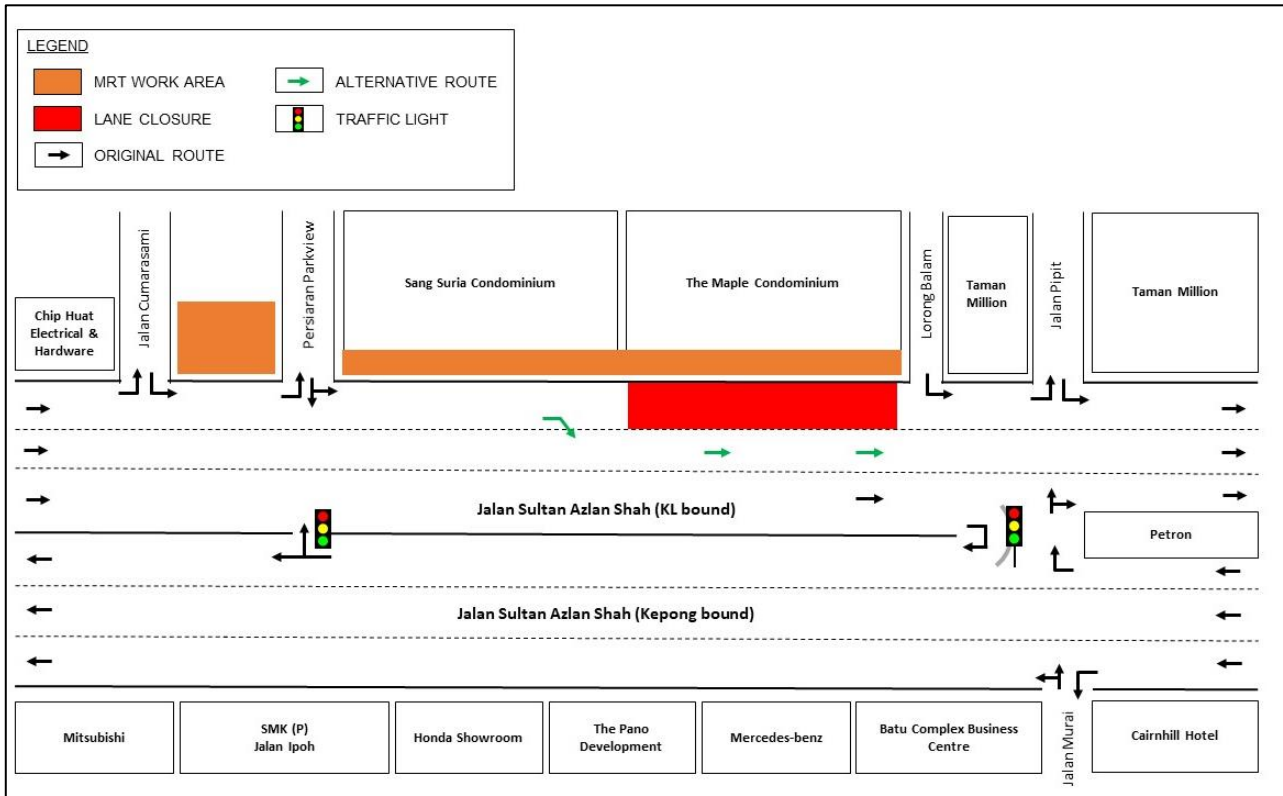 LEGEND
MRT WORK AREA
ALTERNATIVE ROUTE
LANE CLOSURE
TRAFFIC LIGHT
ORIGINAL ROUTE
Chip Huat
Electrical &
Hardware
Jalan Cumarasami
Persiaran Parkview
Sang Suria Condominium
The Maple Condominium
Lorong Balam
Taman
Million
Jalan Pipit
Taman Million
Jalan Sultan Azlan Shah (KL bound)
Petron
Jalan Sultan Azlan Shah (Kepong bound)
Mitsubishi
SMK (P)
Jalan Ipoh
Honda Showroom
The Pano
Development
Mercedes-benz
Batu Complex Business
Centre
Jalan Murai
Cairnhill Hotel